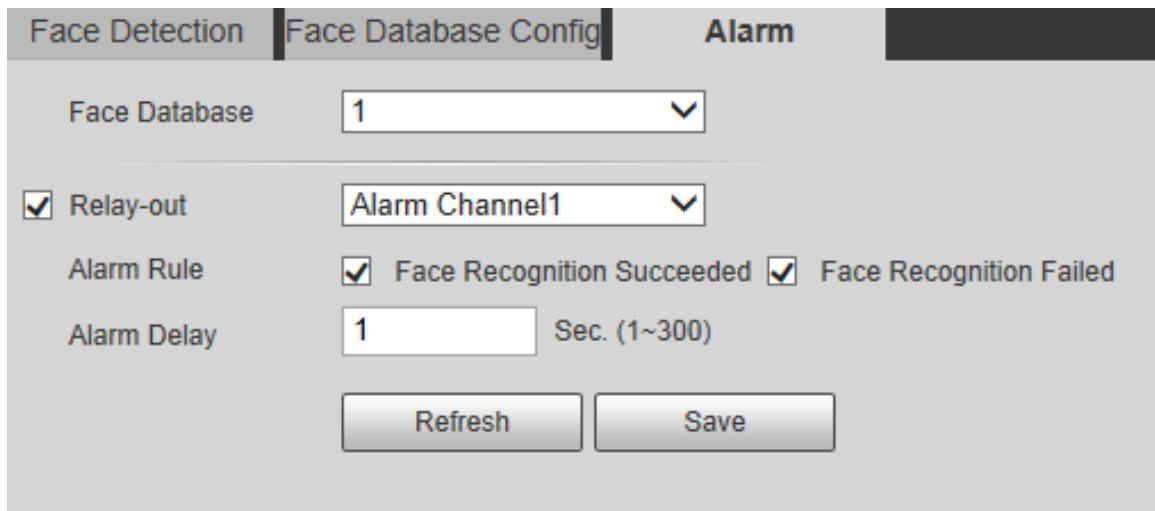 Face Detection Face Database Config Alarm
Face Database 1
Relay-out Alarm Channel1
Alarm Rule Face Recognition Succeeded Face Recognition Failed
Alarm Delay 1 Sec. (1~300)
Refresh Save